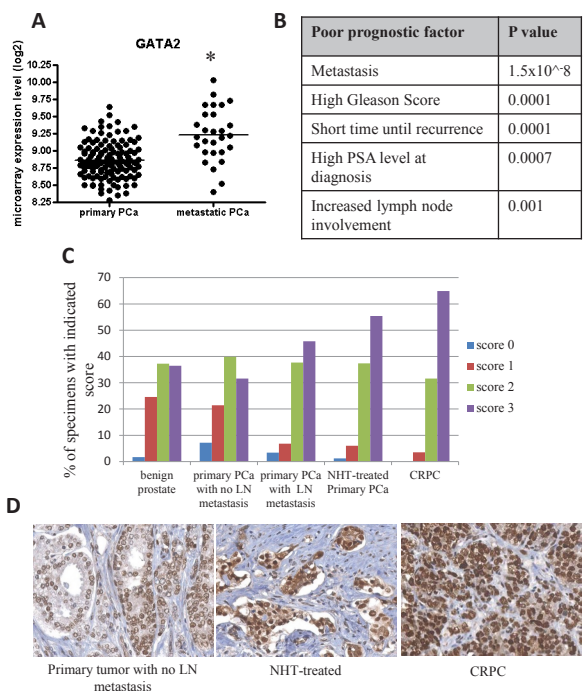 A
GATA2
microarray expression level (log2)
10.25
10.00
9.75
9.50
9.25
9.00
8.75
8.50
8.25
*
primary PCa
metastatic PCa
B
Poor prognostic factor P value
Metastasis 1.5x10^-8
High Gleason Score 0.0001
Short time until recurrence 0.0001
High PSA level at 0.0007
diagnosis
Increased lymph node 0.001
involvement
C
% of specimens with indicated
score
70
60
50
40
30
20
10
0
benign
prostate
primary PCa
with no LN
metastasis
primary PCa
with LN
metastasis
NHT-treated
Primary PCa
CRPC
score 0
score 1
score 2
score 3
D
Primary tumor with no LN
metastasis
NHT-treated
CRPC